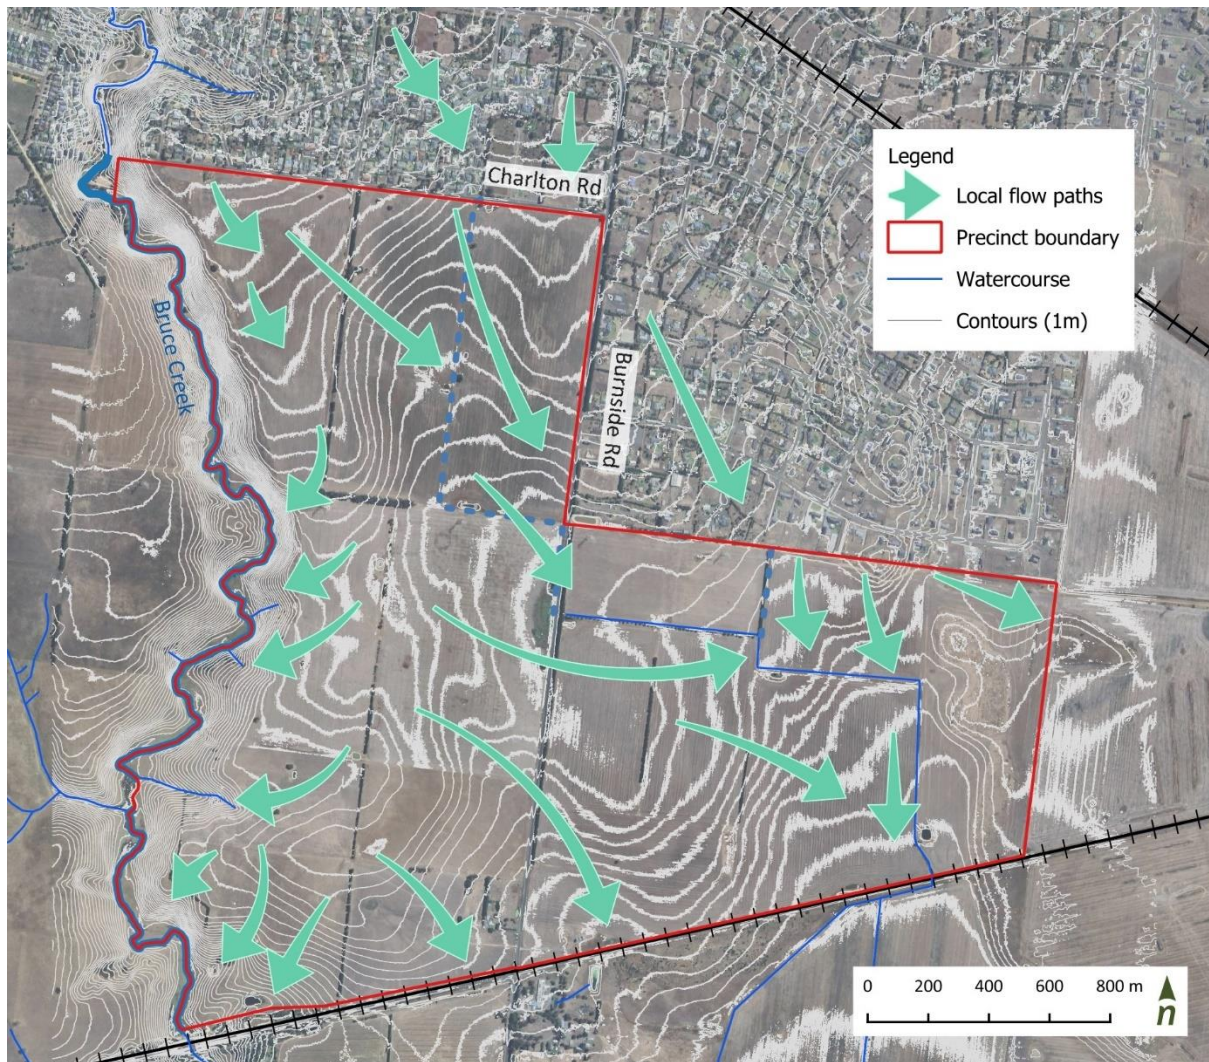 Charlton Rd
Legend
Local flow paths
Precinct boundary
Watercourse
Contours (1m)
Bruce Creek
Burnside Rd
0 200 400 600 800 m
n